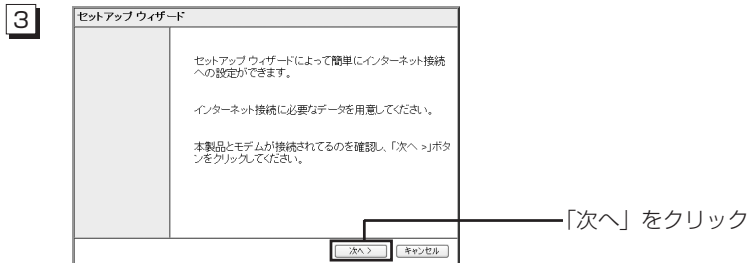 3
セットアップ ウィザード
セットアップ ウィザードによって簡単にインターネット接続
への設定ができます。
インターネット接続に必要なデータを用意してください。
本製品とモデムが接続されてるのを確認し、「次へ >」ボタ
ンをクリックしてください。
次へ >
キャンセル
「次へ」をクリック